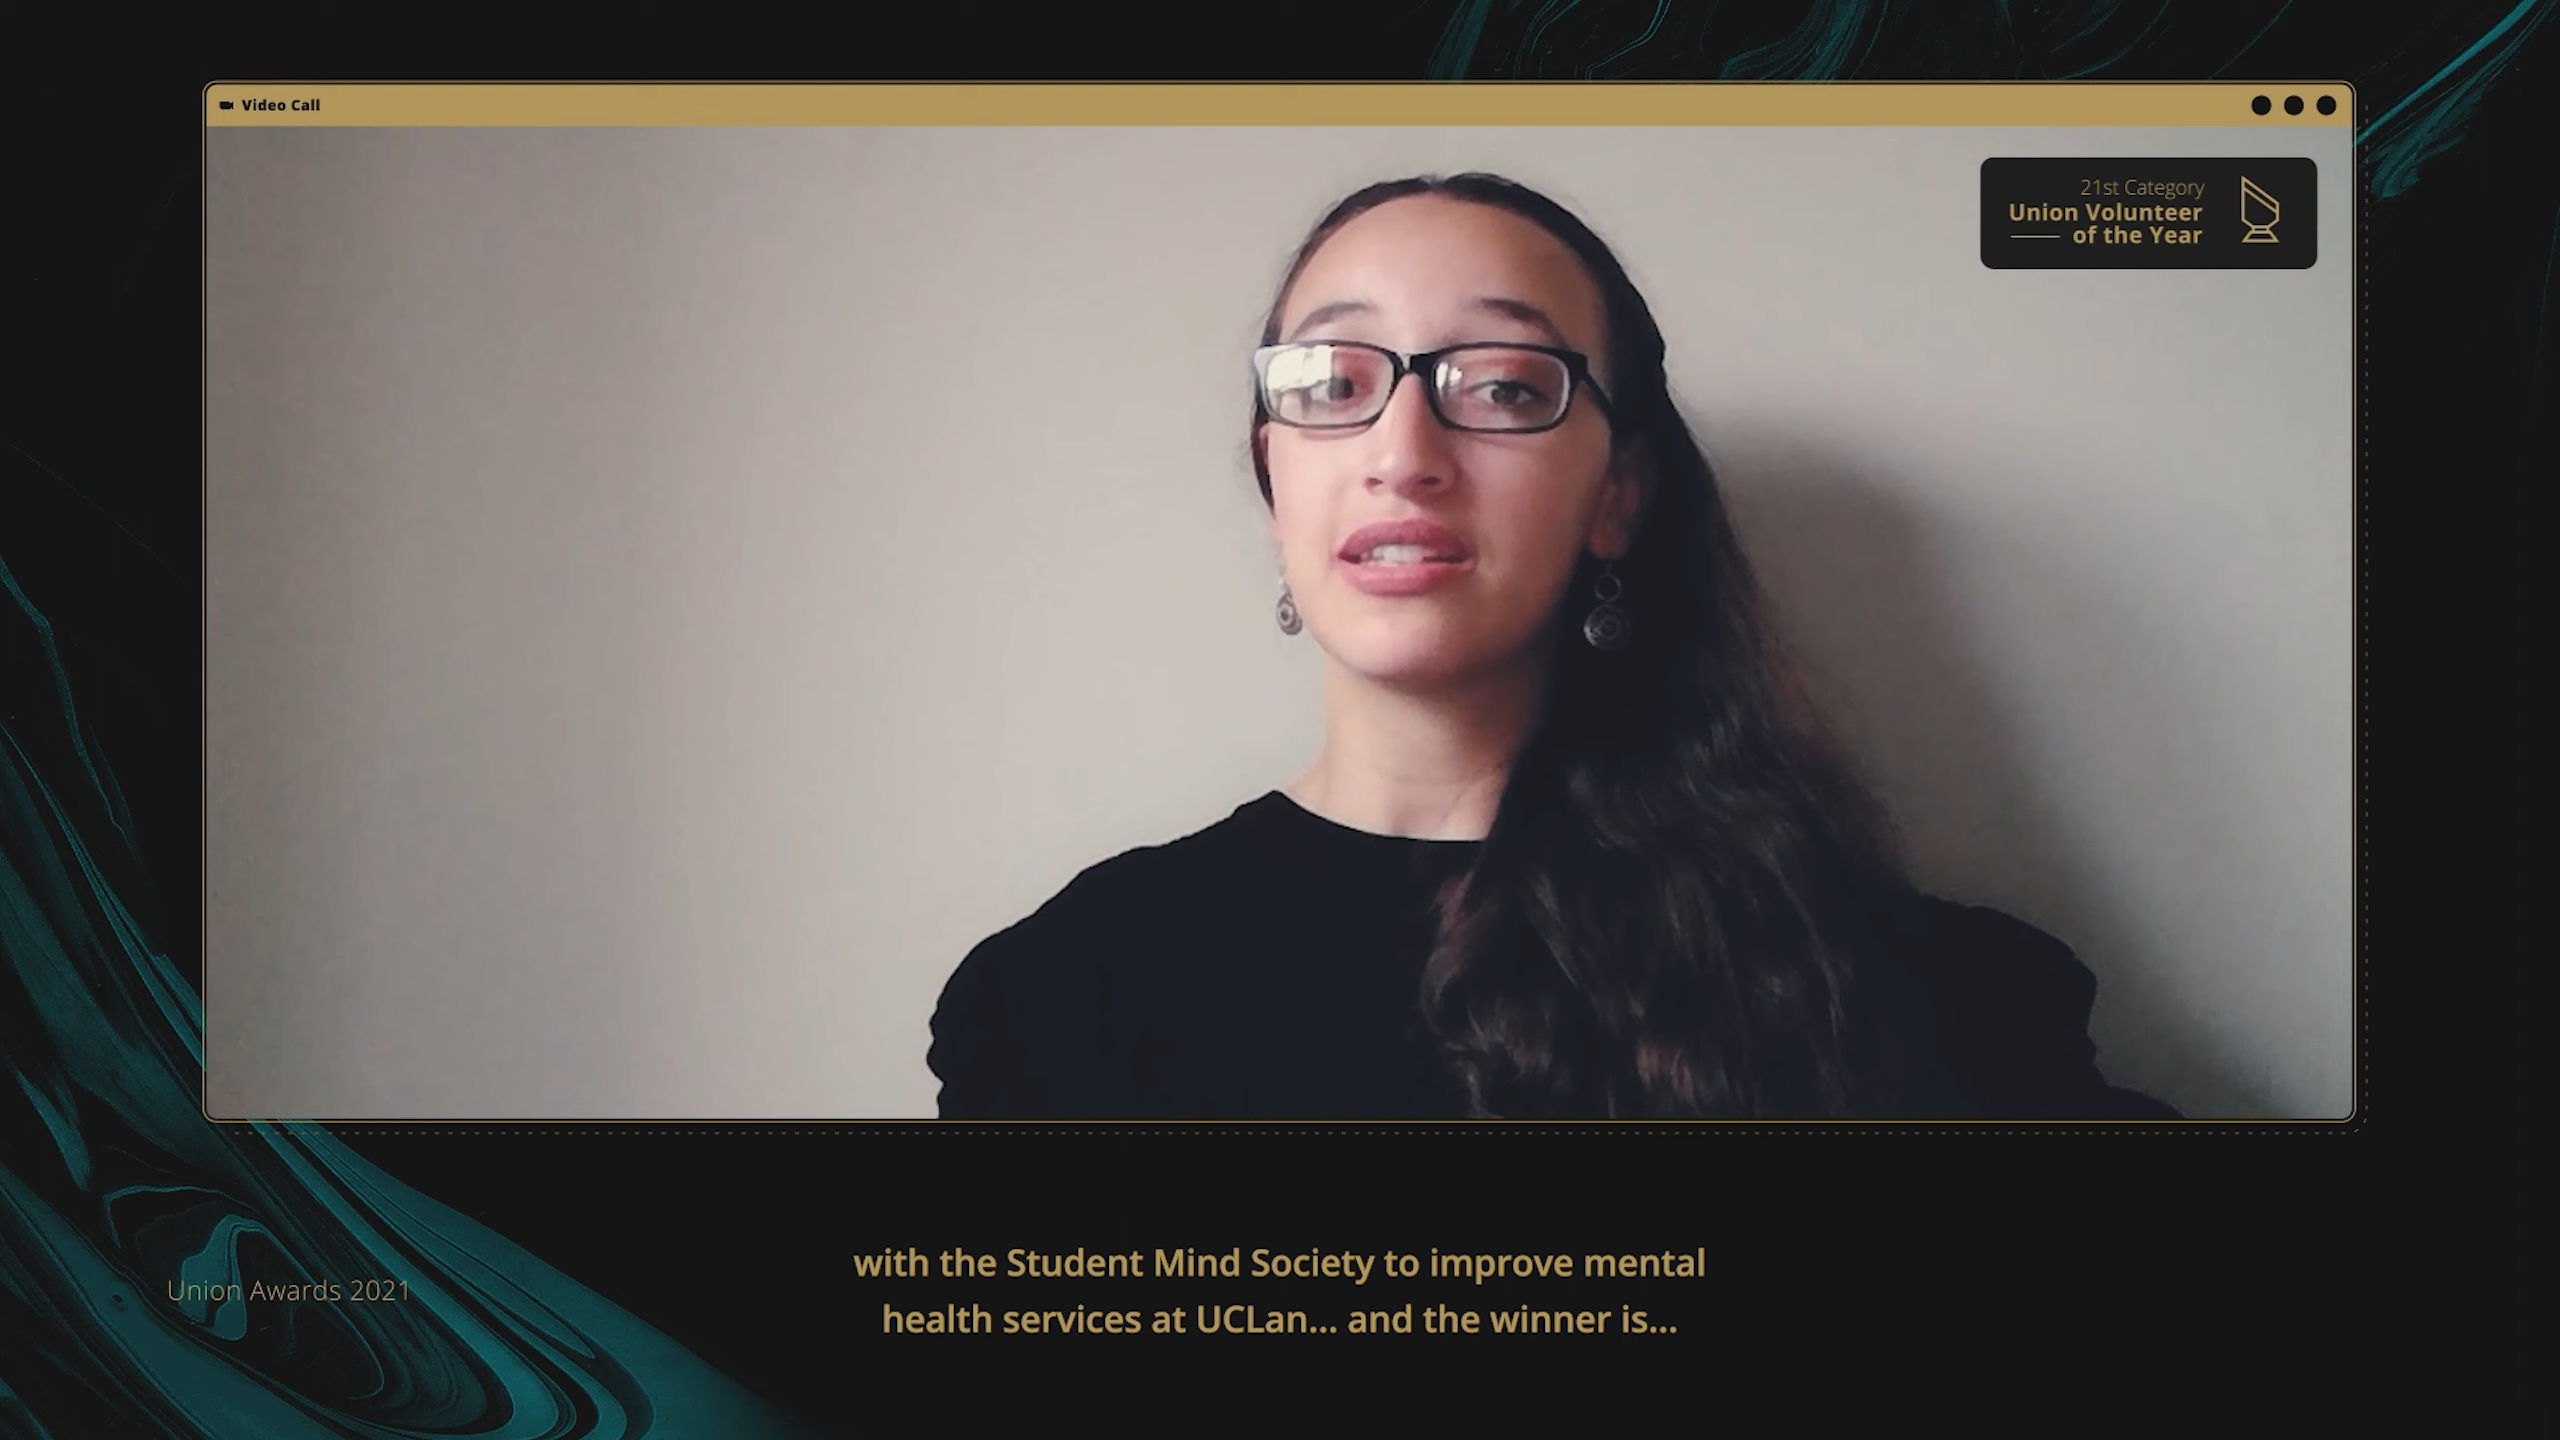 Video Call
21st Category
Union Volunteer
of the Year
with the Student Mind Society to improve mental
health services at UCLan... and the winner is...
Union Awards 2021